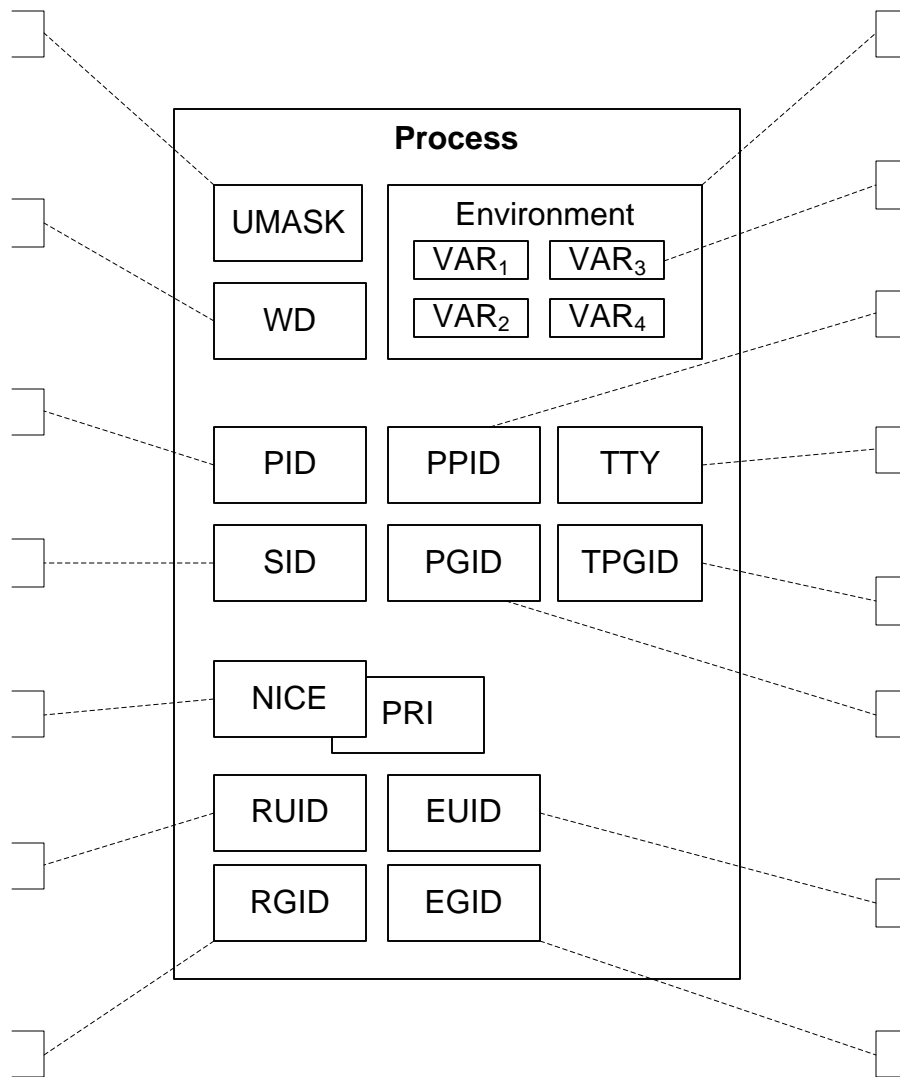 Process
UMASK
Environment
VAR₁ VAR₃
WD
VAR₂ VAR₄
PID PPID TTY
SID PGID TPGID
NICE
PRI
RUID EUID
RGID EGID